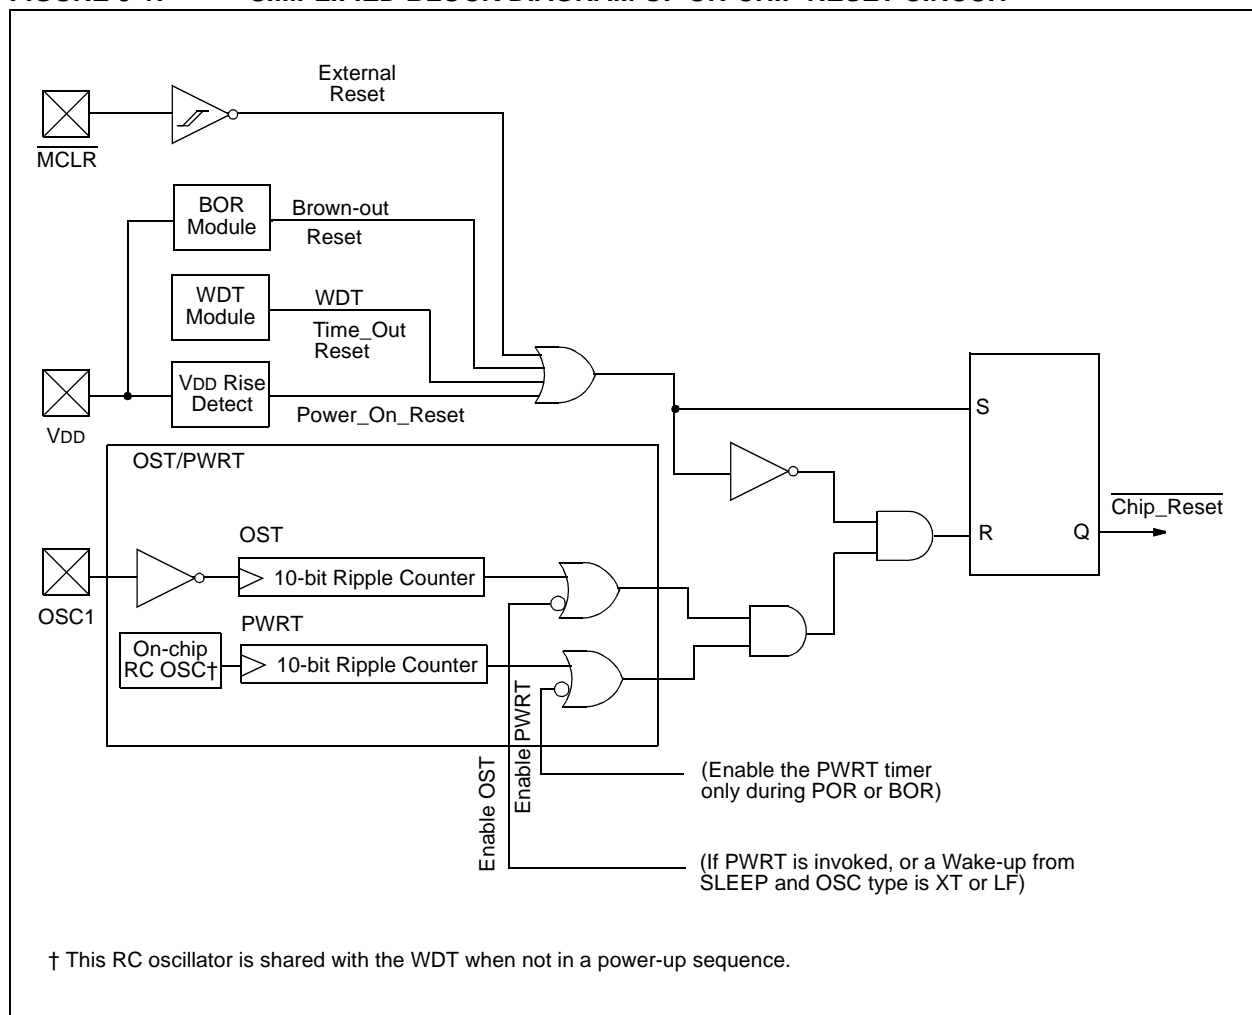 External
Reset
MCLR
BOR
Module
Brown-out
Reset
WDT
Module
WDT
Time_Out
Reset
VDD
VDD Rise
Detect
Power_On_Reset
S
R
Q
Chip_Reset
OST/PWRT
OST
OSC1
10-bit Ripple Counter
PWRT
On-chip
RC OSC†
10-bit Ripple Counter
Enable OST
Enable PWRT
(Enable the PWRT timer
only during POR or BOR)
(If PWRT is invoked, or a Wake-up from
SLEEP and OSC type is XT or LF)
† This RC oscillator is shared with the WDT when not in a power-up sequence.